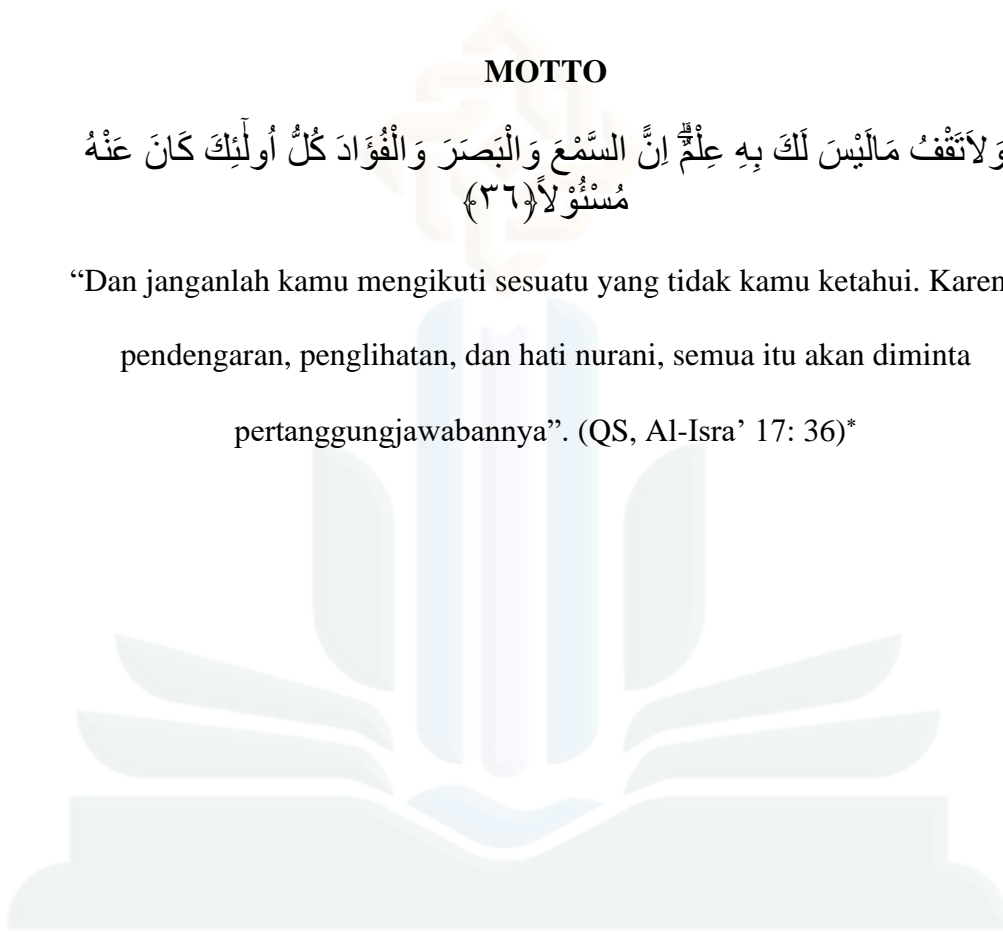 MOTTO
وَلاَتَقْفُ مَالَيْسَ لَكَ بِهِ عِلْمٌۗ اِنَّ السَّمْعَ وَالْبَصَرَ وَالْفُؤَادَ كُلُّ اُولٰٓئِكَ كَانَ عَنْهُ
مُسْئُوْلاً﴿٣٦﴾
“Dan janganlah kamu mengikuti sesuatu yang tidak kamu ketahui. Karen
pendengaran, penglihatan, dan hati nurani, semua itu akan diminta
pertanggungjawabannya”. (QS, Al-Isra’ 17: 36)*